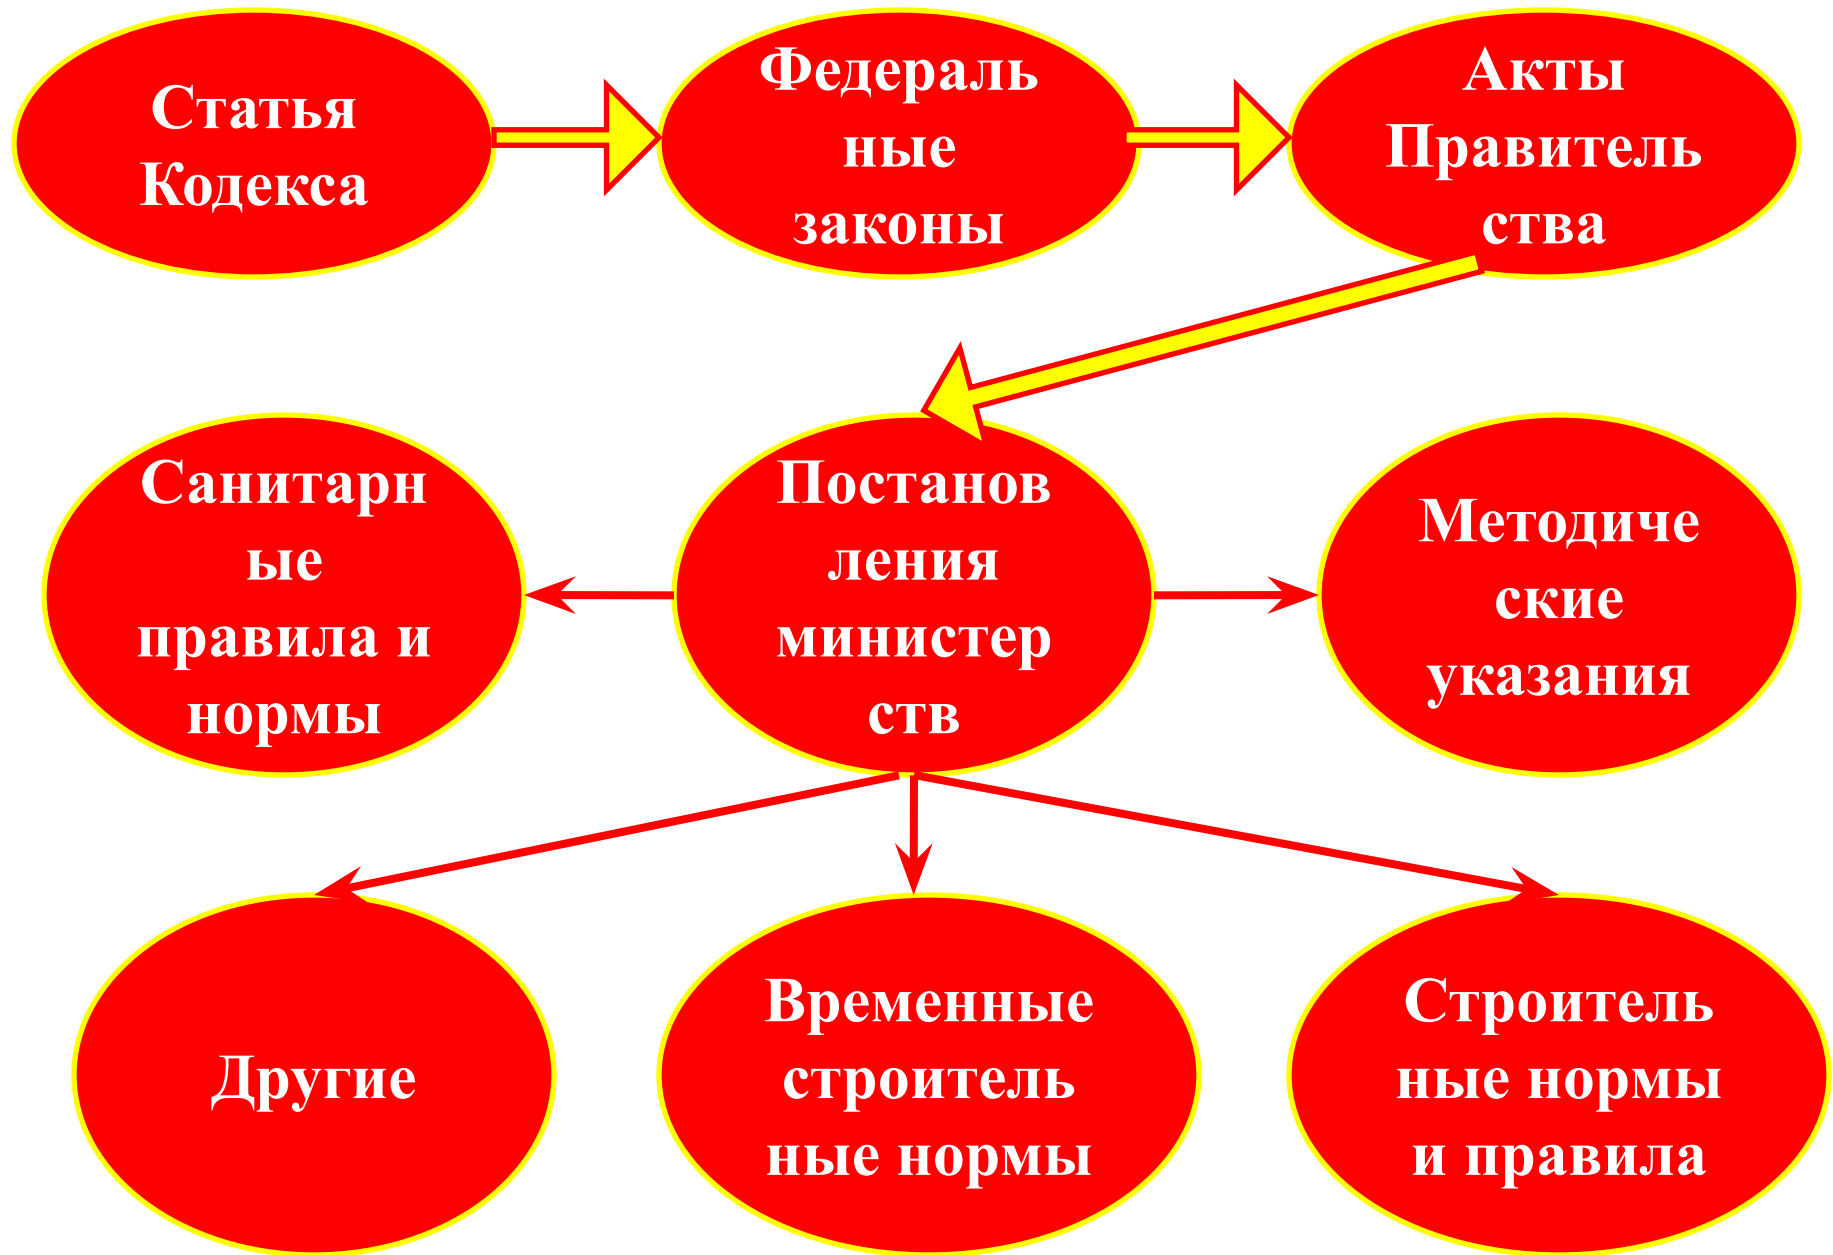 Статья
Кодекса
Федераль
ные
законы
Акты
Правитель
ства
Санитарн
ые
правила и
нормы
Постанов
ления
министер
ств
Методиче
ские
указания
Другие
Временные
строитель
ные нормы
Строитель
ные нормы
и правила